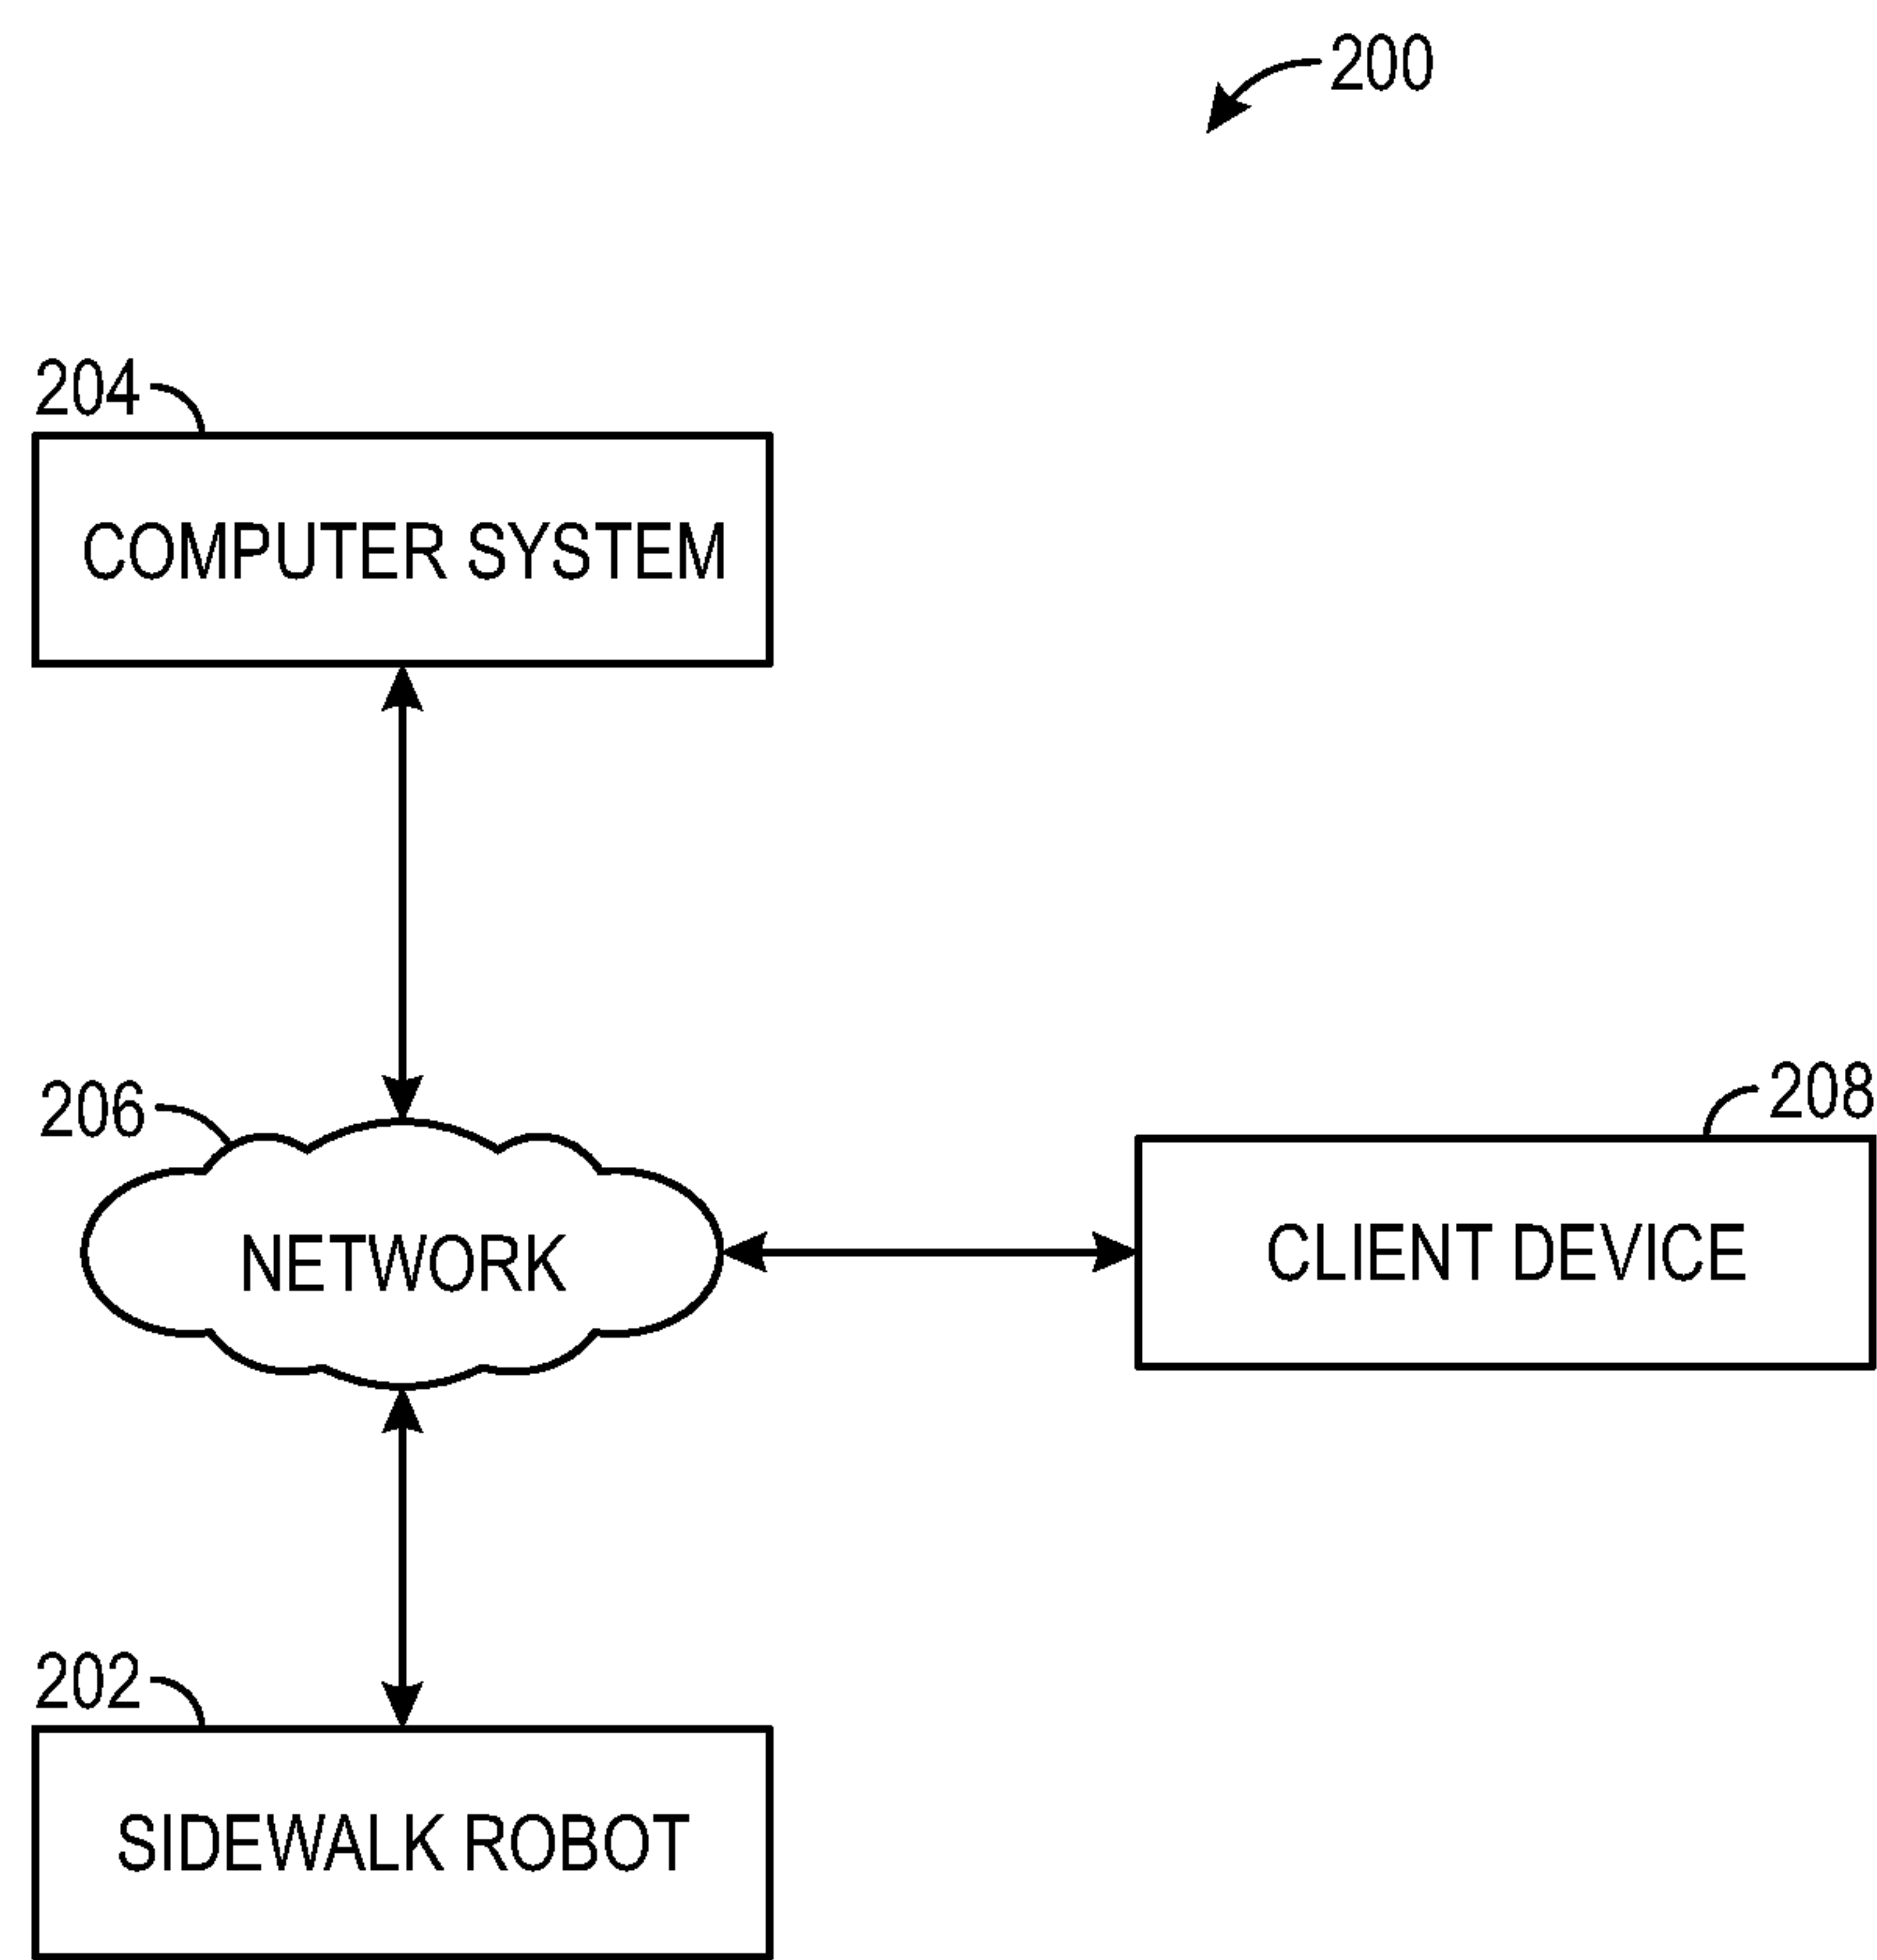 200
204
COMPUTER SYSTEM
206
208
NETWORK
CLIENT DEVICE
202
SIDEWALK ROBOT